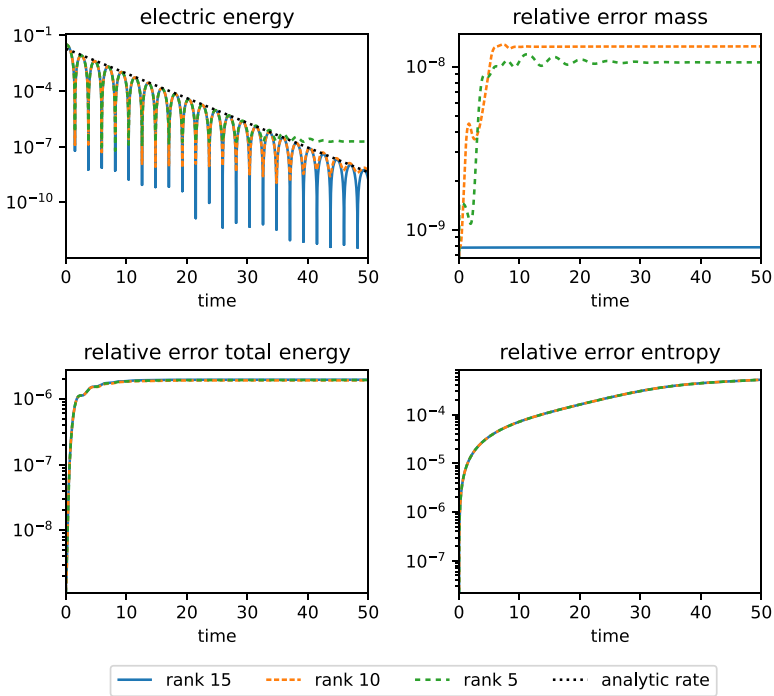 electric energy
10⁻¹
10⁻⁴
10⁻⁷
10⁻¹⁰
0 10 20 30 40 50
time
relative error mass
10⁻⁸
10⁻⁹
0 10 20 30 40 50
time
relative error total energy
10⁻⁶
10⁻⁷
10⁻⁸
0 10 20 30 40 50
time
relative error entropy
10⁻⁴
10⁻⁵
10⁻⁶
10⁻⁷
0 10 20 30 40 50
time
rank 15 rank 10 rank 5 analytic rate